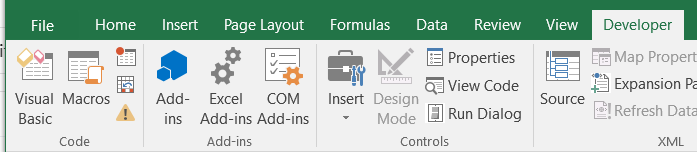 File Home Insert Page Layout Formulas Data Review View Developer
Visual Basic
Macros
Code
Add-ins
Excel Add-ins
COM Add-ins
Add-ins
Insert
Design Mode
Properties
View Code
Run Dialog
Controls
Source
Map Propert
Expansion Pa
Refresh Data
XML